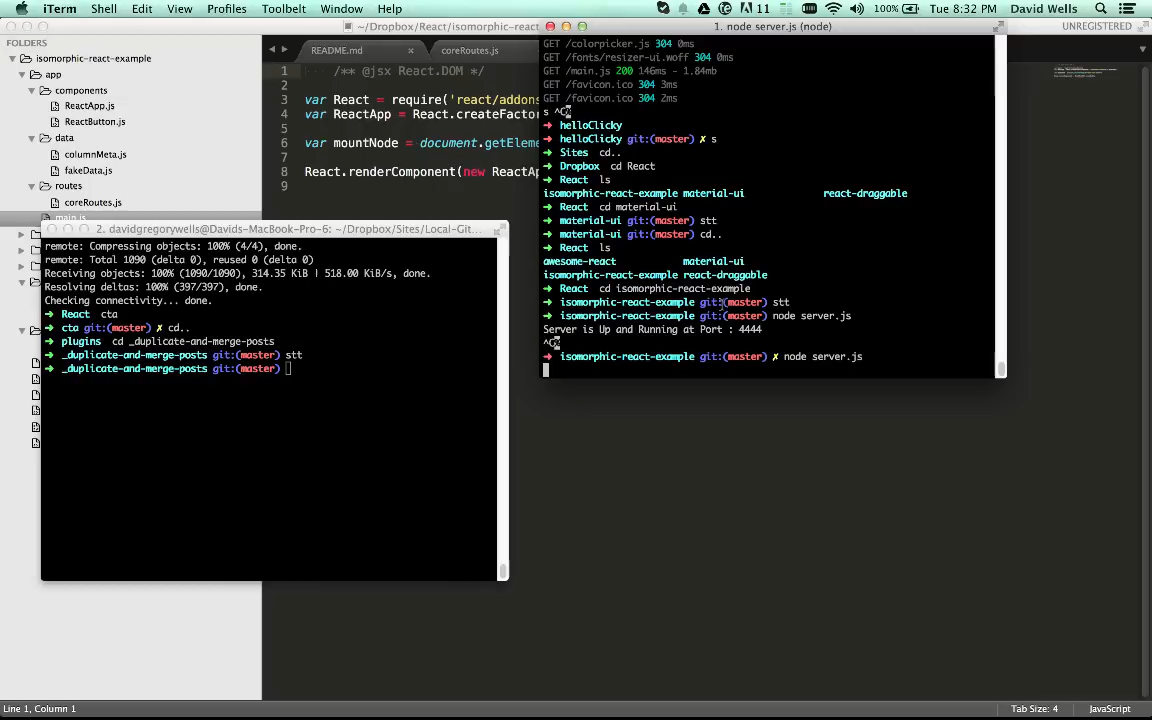 iTerm Shell Edit View Profiles Toolbelt Window Help
11 100% Tue 8:32 PM David Wells
~/Dropbox/React/isomorphic-reac
1. node server.js (node)
UNREGISTERED
FOLDERS
isomorphic-react-example
app
components
ReactApp.js
ReactButton.js
data
columnMeta.js
fakeData.js
routes
coreRoutes.js
main.js
README.md
coreRoutes.js
1 /** @jsx React.DOM */
2
3 var React = require('react/addons
4 var ReactApp = React.createFactor
5
6 var mountNode = document.getEleme
7
8 React.renderComponent(new ReactAp
9
GET /colorpicker.js 304 0ms
GET /fonts/resizer-ui.woff 304 0ms
GET /main.js 200 146ms - 1.84mb
GET /favicon.ico 304 3ms
GET /favicon.ico 304 2ms
s ^C
➜ helloClicky
➜ helloClicky git:(master) ✗ s
➜ Sites cd..
➜ Dropbox cd React
➜ React ls
isomorphic-react-example material-ui react-draggable
➜ React cd material-ui
➜ material-ui git:(master) stt
➜ material-ui git:(master) cd..
➜ React ls
awesome-react material-ui
isomorphic-react-example react-draggable
➜ React cd isomorphic-react-example
➜ isomorphic-react-example git:(master) stt
➜ isomorphic-react-example git:(master) node server.js
Server is Up and Running at Port : 4444
^C
➜ isomorphic-react-example git:(master) ✗ node server.js
2. davidgregorywells@Davids-MacBook-Pro-6: ~/Dropbox/Sites/Local-Git...
remote: Compressing objects: 100% (4/4), done.
remote: Total 1090 (delta 0), reused 0 (delta 0)
Receiving objects: 100% (1090/1090), 314.35 KiB | 518.00 KiB/s, done.
Resolving deltas: 100% (397/397), done.
Checking connectivity... done.
➜ React cta
➜ cta git:(master) ✗ cd..
➜ plugins cd _duplicate-and-merge-posts
➜ _duplicate-and-merge-posts git:(master) stt
➜ _duplicate-and-merge-posts git:(master)
Line 1, Column 1
Tab Size: 4
JavaScript